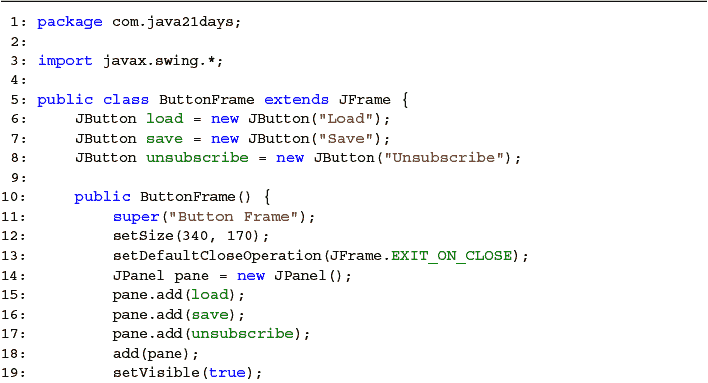 1: package com.java21days;
2:
3: import javax.swing.*;
4:
5: public class ButtonFrame extends JFrame {
6:     JButton load = new JButton("Load");
7:     JButton save = new JButton("Save");
8:     JButton unsubscribe = new JButton("Unsubscribe");
9:
10:     public ButtonFrame() {
11:         super("Button Frame");
12:         setSize(340, 170);
13:         setDefaultCloseOperation(JFrame.EXIT_ON_CLOSE);
14:         JPanel pane = new JPanel();
15:         pane.add(load);
16:         pane.add(save);
17:         pane.add(unsubscribe);
18:         add(pane);
19:         setVisible(true);